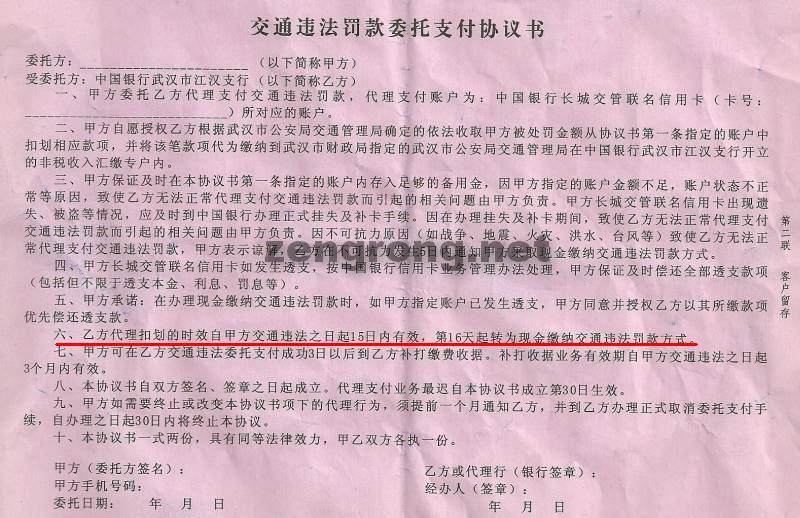 交通违法罚款委托支付协议书
委托方：________________________（以下简称甲方）
受委托方：中国银行武汉市江汉支行（以下简称乙方）
一、甲方委托乙方代理支付交通违法罚款，代理支付账户为：中国银行长城交管联名信用卡（卡号：
________________________）所对应的账户。
二、甲方自愿授权乙方根据武汉市公安局交通管理局确定的依法收取甲方被处罚金额从协议书第一条指定的账户中
扣划相应款项，并将该笔款项代为缴纳到武汉市财政局指定的武汉市公安局交通管理局在中国银行武汉江汉支行开立
的非税收入汇缴专户内。
三、甲方保证及时在本协议书第一条指定的账户内存入足够的备用金，因甲方指定的账户金额不足，账户状态不正
常等原因，致使乙方无法正常代理支付交通违法罚款而引起的相关问题由甲方负责。甲方长城交管联名信用卡出现遗
失、被盗等情况，应及时到中国银行办理正式挂失及补卡手续。因在办理挂失及补卡期间，致使乙方无法正常代理支付
交通违法罚款而引起的相关问题由甲方负责。因不可抗力原因（如战争、地震、火灾、洪水、台风等）致使乙方无法正
常代理支付交通违法罚款，甲方表示谅解，乙方在不可抗力发生5日内通知甲方采取现金缴纳交通违法罚款方式。
四、甲方长城交管联名信用卡如发生透支，按中国银行信用卡业务管理办法处理，甲方保证及时偿还全部透支款项
（包括但不限于透支本金、利息、罚息等）。
五、甲方承诺：在办理现金缴纳交通违法罚款时，如甲方指定账户已发生透支，甲方同意并授权乙方以其所缴款项
优先偿还透支款。
六、乙方代理扣划的时效自甲方交通违法之日起15日内有效，第16天起转为现金缴纳交通违法罚款方式。
七、甲方可在乙方交通违法委托支付成功3日以后到乙方补打缴费收据。补打收据业务有效期自甲方交通违法之日起
3个月内有效。
八、本协议书自双方签名、签章之日起成立。代理支付业务最迟自本协议书成立第30日生效。
九、甲方如需要终止或改变本协议书项下的代理行为，须提前一个月通知乙方，并到乙方办理正式取消委托支付手
续，自办理之日起30日内将终止本协议。
十、本协议书一式两份，具有同等法律效力，甲乙双方各执一份。
甲方（委托方签名）：
甲方手机号码：
委托日期：　　年　月　日
乙方或代理行（银行签章）：
经办人（签章）：
年　月　日
第二联　客户留存
zengrong.net